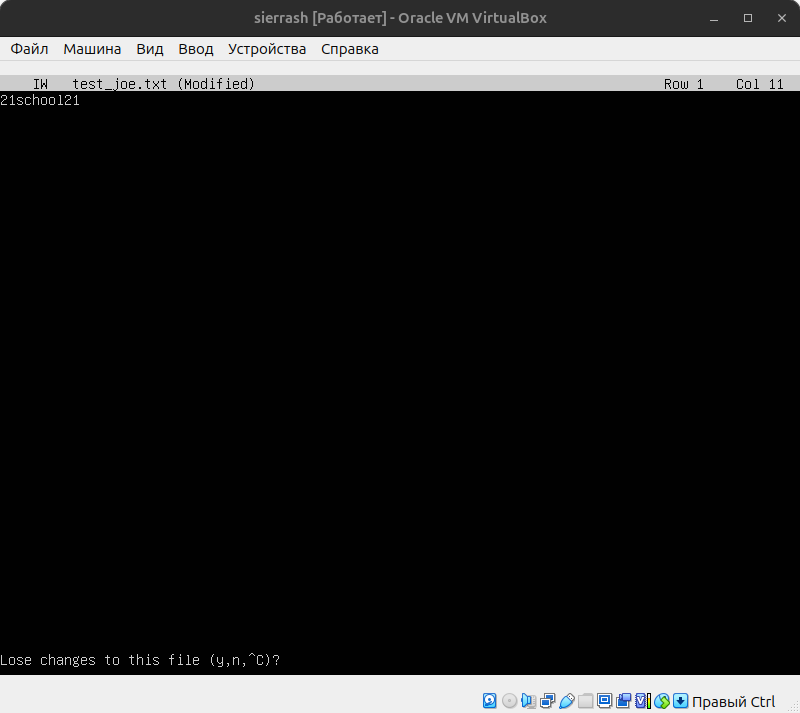 sierrash [Работает] - Oracle VM VirtualBox
Файл Машина Вид Ввод Устройства Справка
IW test_joe.txt (Modified) Row 1 Col 11
21school21
Lose changes to this file (y,n,^C)?
Правый Ctrl